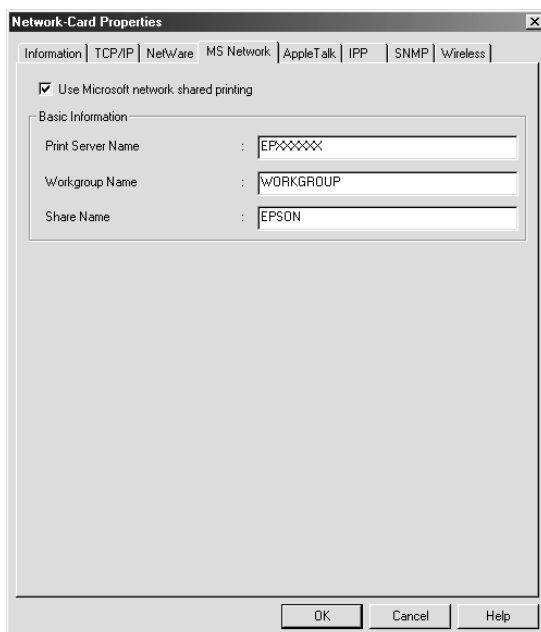 Network-Card Properties
Information TCP/IP NetWare MS Network AppleTalk IPP SNMP Wireless
Use Microsoft network shared printing
Basic Information
Print Server Name : EPXXXXXX
Workgroup Name : WORKGROUP
Share Name : EPSON
OK Cancel Help